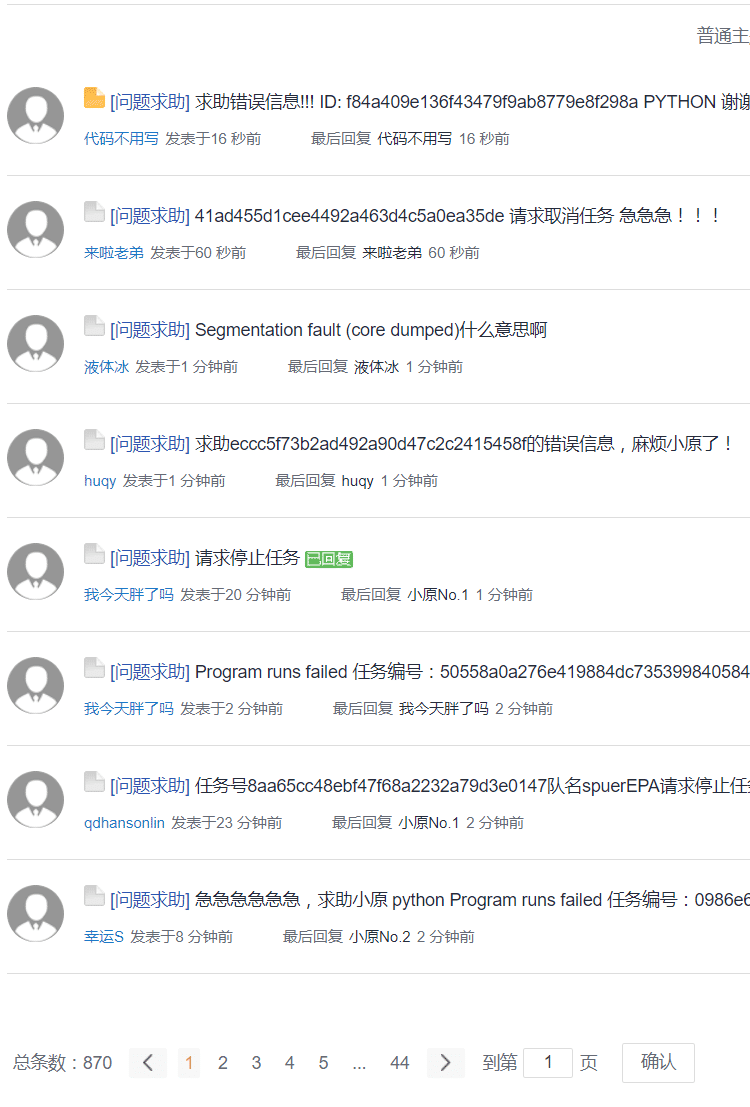 普通主
[问题求助] 求助错误信息!!! ID: f84a409e136f43479f9ab8779e8f298a PYTHON 谢谢
代码不用写 发表于16 秒前 最后回复 代码不用写 16 秒前
[问题求助] 41ad455d1cee4492a463d4c5a0ea35de 请求取消任务 急急急！！！
来啦老弟 发表于60 秒前 最后回复 来啦老弟 60 秒前
[问题求助] Segmentation fault (core dumped)什么意思啊
液体冰 发表于1 分钟前 最后回复 液体冰 1 分钟前
[问题求助] 求助eccc5f73b2ad492a90d47c2c2415458f的错误信息，麻烦小原了！
huqy 发表于1 分钟前 最后回复 huqy 1 分钟前
[问题求助] 请求停止任务 已回复
我今天胖了吗 发表于20 分钟前 最后回复 小原No.1 1 分钟前
[问题求助] Program runs failed 任务编号：50558a0a276e419884dc735399840584
我今天胖了吗 发表于2 分钟前 最后回复 我今天胖了吗 2 分钟前
[问题求助] 任务号8aa65cc48ebf47f68a2232a79d3e0147队名spuerEPA请求停止任
qdhansonlin 发表于23 分钟前 最后回复 小原No.1 2 分钟前
[问题求助] 急急急急急急，求助小原 python Program runs failed 任务编号：0986e6
幸运S 发表于8 分钟前 最后回复 小原No.2 2 分钟前
总条数：870 1 2 3 4 5 ... 44 到第 1 页 确认